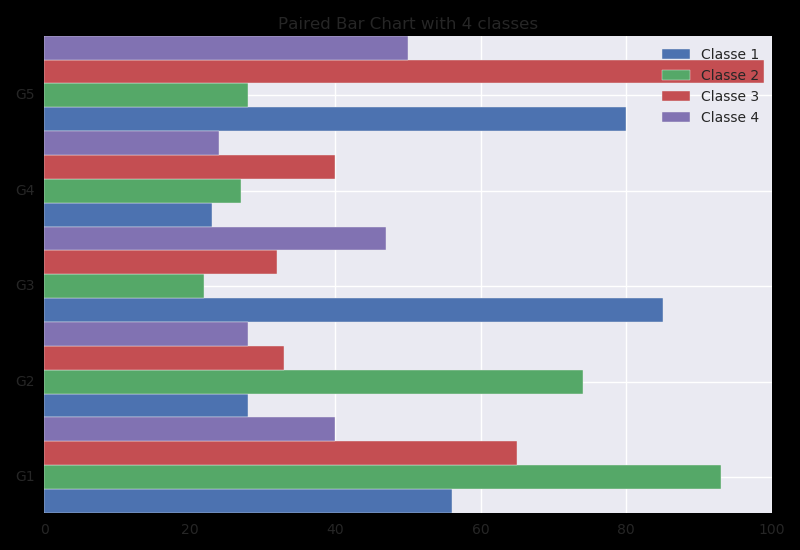 Paired Bar Chart with 4 classes
Classe 1
Classe 2
Classe 3
Classe 4
G5
G4
G3
G2
G1
0 20 40 60 80 100